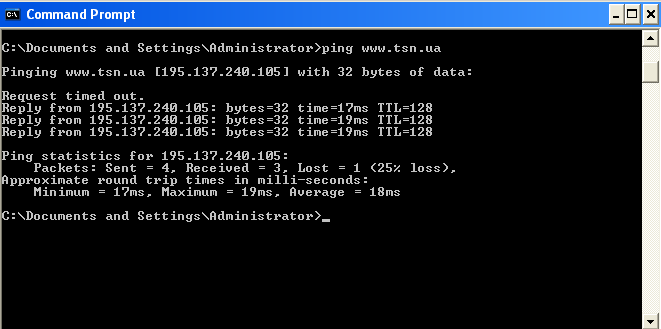 Command Prompt
C:\Documents and Settings\Administrator>ping www.tsn.ua
Pinging www.tsn.ua [195.137.240.105] with 32 bytes of data:
Request timed out.
Reply from 195.137.240.105: bytes=32 time=17ms TTL=128
Reply from 195.137.240.105: bytes=32 time=19ms TTL=128
Reply from 195.137.240.105: bytes=32 time=19ms TTL=128
Ping statistics for 195.137.240.105:
    Packets: Sent = 4, Received = 3, Lost = 1 (25% loss),
Approximate round trip times in milli-seconds:
    Minimum = 17ms, Maximum = 19ms, Average = 18ms
C:\Documents and Settings\Administrator>_